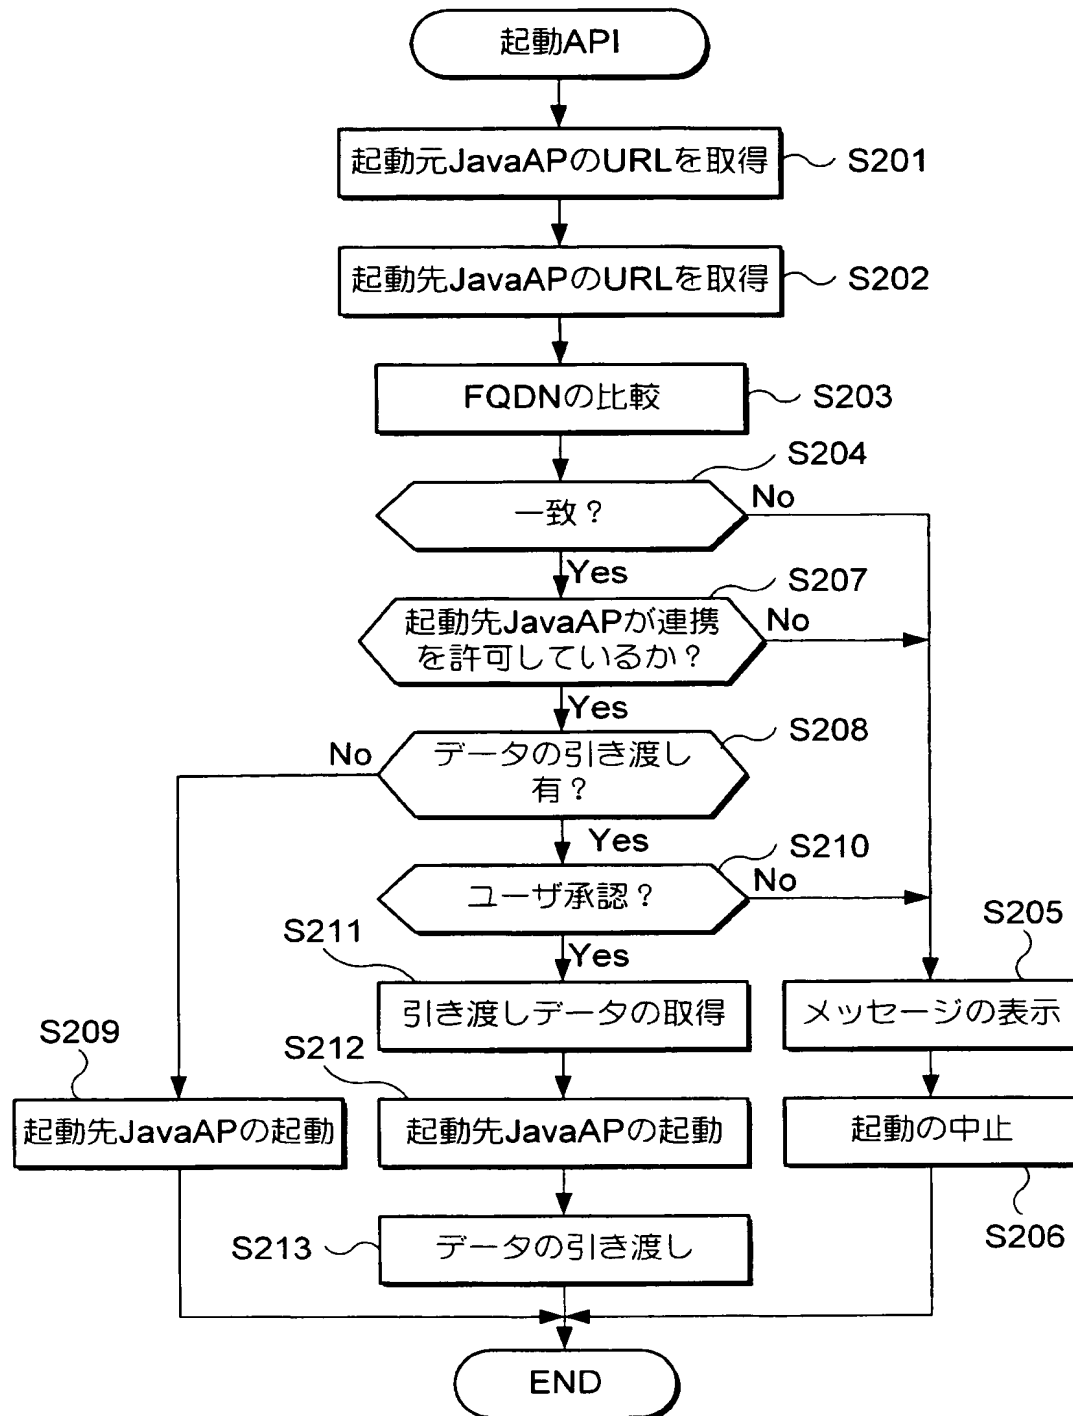 起動API
起動元JavaAPのURLを取得
S201
起動先JavaAPのURLを取得
S202
FQDNの比較
S203
S204
一致？
No
Yes
S207
起動先JavaAPが連携
を許可しているか？
No
Yes
S208
データの引き渡し
有？
No
Yes
S210
ユーザ承認？
No
Yes
S211
引き渡しデータの取得
S205
メッセージの表示
S209
起動先JavaAPの起動
S212
起動先JavaAPの起動
起動の中止
S206
S213
データの引き渡し
END